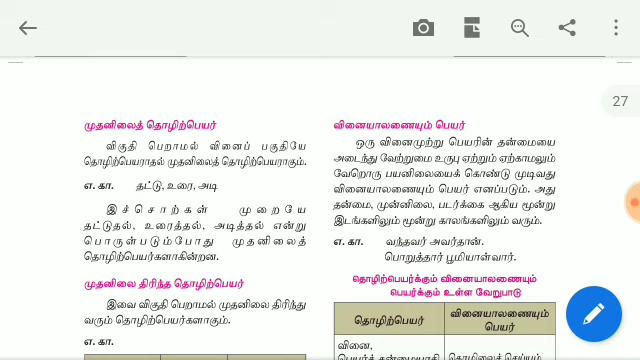 27
முதனிலைத் தொழிற்பெயர்
விகுதி பெறாமல் வினைப் பகுதியே
தொழிற்பெயராதல் முதனிலைத் தொழிற்பெயராகும்.
எ. கா. தட்டு, உரை, அடி
இச்சொற்கள் முறையே
தட்டுதல், உரைத்தல், அடித்தல் என்று
பொருள்படும்போது முதனிலைத்
தொழிற்பெயர்களாகின்றன.
முதனிலை திரிந்த தொழிற்பெயர்
இவை விகுதி பெறாமல் முதனிலை திரிந்து
வரும் தொழிற்பெயர்களாகும்.
எ. கா.
வினையாலணையும் பெயர்
ஒரு வினைமுற்று பெயரின் தன்மையை
அடைந்து வேற்றுமை உருபு ஏற்றும் ஏற்காமலும்
வேறொரு பயனிலையைக் கொண்டு முடிவது
வினையாலணையும் பெயர் எனப்படும். அது
தன்மை, முன்னிலை, படர்க்கை ஆகிய மூன்று
இடங்களிலும் மூன்று காலங்களிலும் வரும்.
எ. கா. வந்தவர் அவர்தான்.
பொறுத்தார் பூமியாள்வார்.
தொழிற்பெயர்க்கும் வினையாலணையும்
பெயர்க்கும் உள்ள வேறுபாடு
தொழிற்பெயர்
வினையாலணையும்
பெயர்
வினை,
பெயர்த் தன்மையாகி
தொழிலைச் செய்யும்